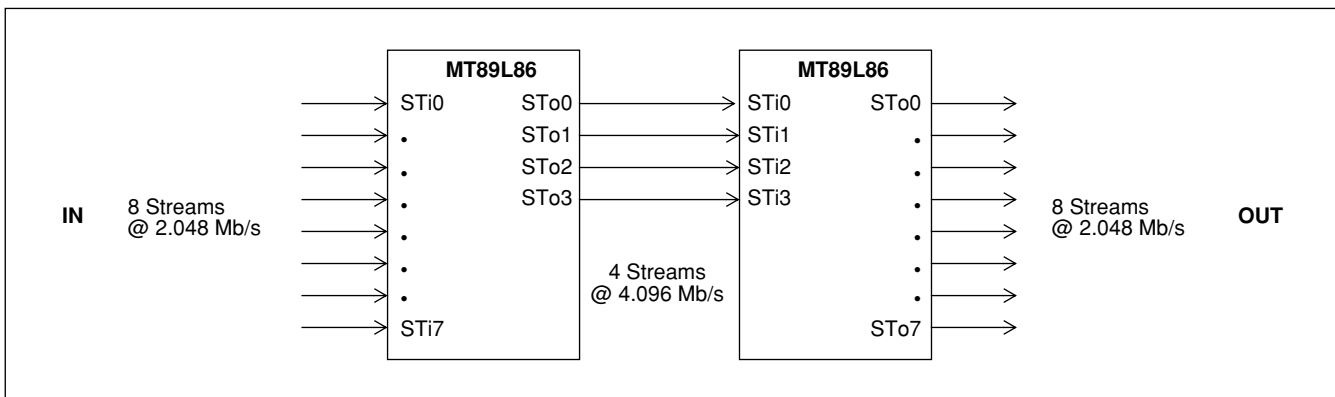 MT89L86
MT89L86
STi0
STo0
STi0
STo0
STo1
STi1
STo2
STi2
STo3
STi3
IN
8 Streams
@ 2.048 Mb/s
8 Streams
@ 2.048 Mb/s
OUT
4 Streams
@ 4.096 Mb/s
STi7
STo7